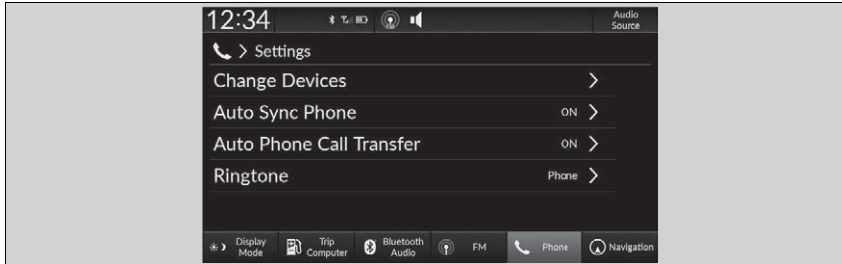 12:34
Audio
Source
Settings
Change Devices
Auto Sync Phone ON
Auto Phone Call Transfer ON
Ringtone Phone
Display
Mode
Trip
Computer
Bluetooth
Audio
FM
Phone
Navigation